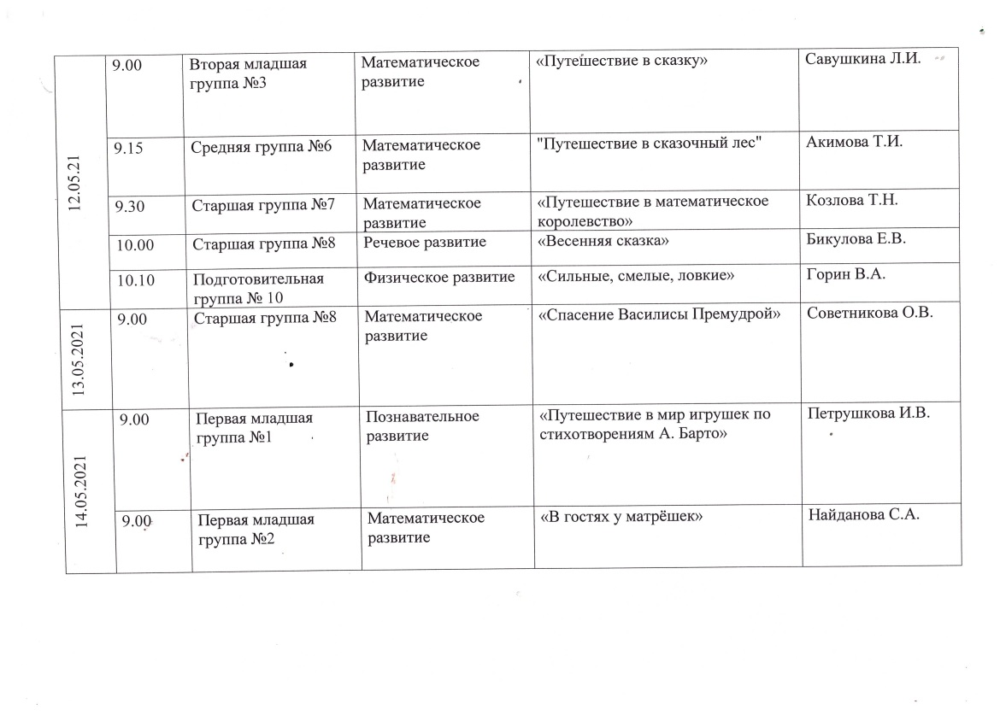 12.05.21
9.00
Вторая младшая
группа №3
Математическое
развитие
«Путешествие в сказку»
Савушкина Л.И.
9.15
Средняя группа №6
Математическое
развитие
"Путешествие в сказочный лес"
Акимова Т.И.
9.30
Старшая группа №7
Математическое
развитие
«Путешествие в математическое
королевство»
Козлова Т.Н.
10.00
Старшая группа №8
Речевое развитие
«Весенняя сказка»
Бикулова Е.В.
10.10
Подготовительная
группа № 10
Физическое развитие
«Сильные, смелые, ловкие»
Горин В.А.
13.05.2021
9.00
Старшая группа №8
Математическое
развитие
«Спасение Василисы Премудрой»
Советникова О.В.
14.05.2021
9.00
Первая младшая
группа №1
Познавательное
развитие
«Путешествие в мир игрушек по
стихотворениям А. Барто»
Петрушкова И.В.
9.00
Первая младшая
группа №2
Математическое
развитие
«В гостях у матрёшек»
Найданова С.А.